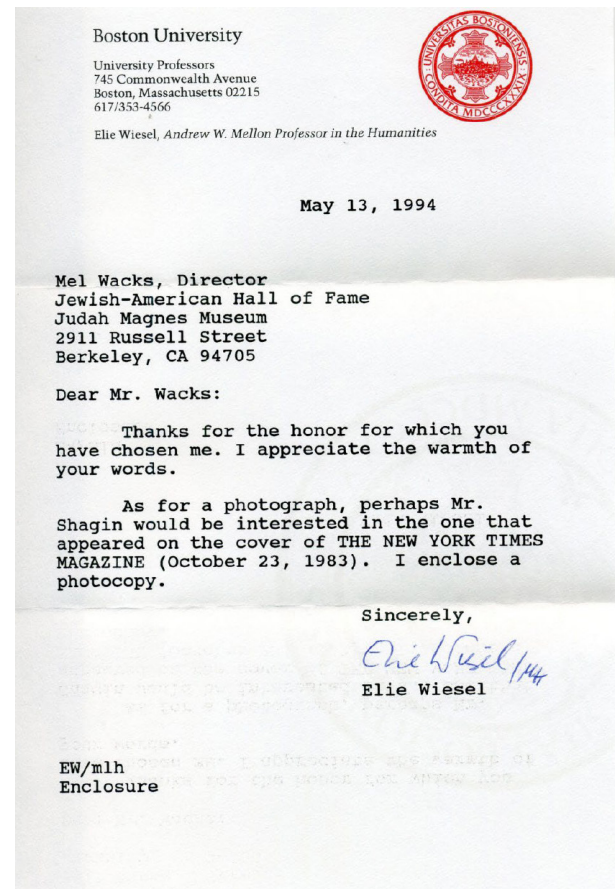 Boston University
University Professors
745 Commonwealth Avenue
Boston, Massachusetts 02215
617/353-4566
Elie Wiesel, Andrew W. Mellon Professor in the Humanities
UNIVERSITAS BOSTONIENSIS
CONDITA MDCCCXXXIX
May 13, 1994
Mel Wacks, Director
Jewish-American Hall of Fame
Judah Magnes Museum
2911 Russell Street
Berkeley, CA 94705
Dear Mr. Wacks:
Thanks for the honor for which you
have chosen me. I appreciate the warmth of
your words.
As for a photograph, perhaps Mr.
Shagin would be interested in the one that
appeared on the cover of THE NEW YORK TIMES
MAGAZINE (October 23, 1983). I enclose a
photocopy.
Sincerely,
Elie Wiesel
Elie Wiesel
EW/mlh
Enclosure